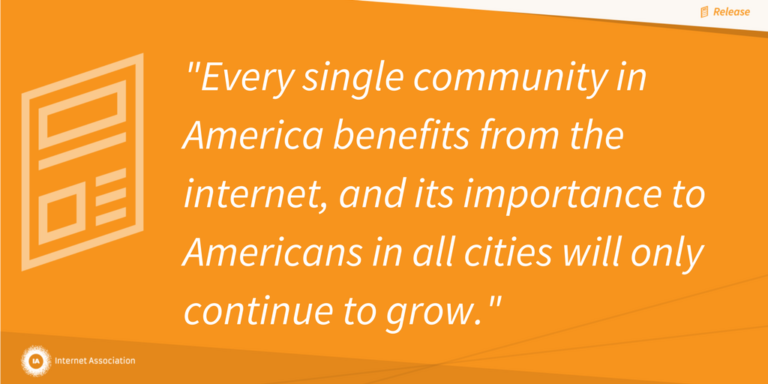 Release
"Every single community in
America benefits from the
internet, and its importance to
Americans in all cities will only
continue to grow."
IA
Internet Association